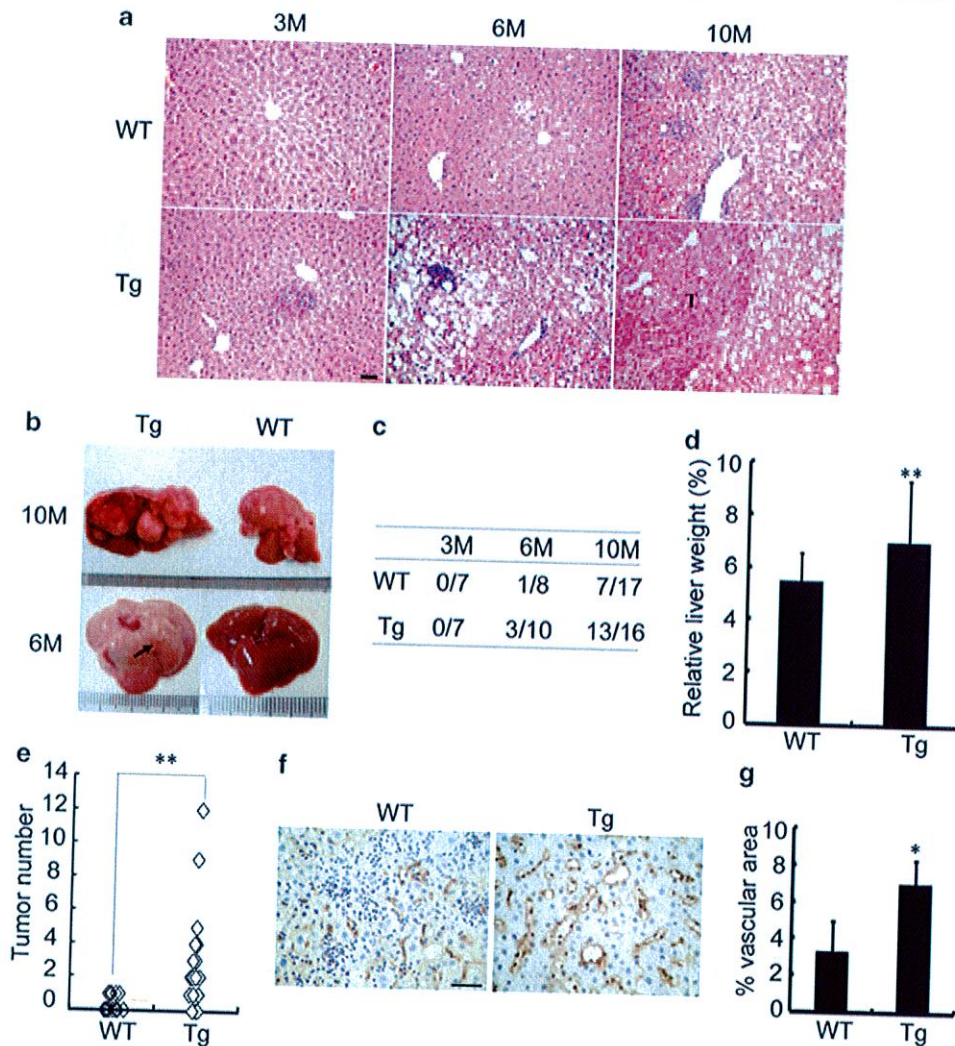 a
3M 6M 10M
WT
Tg
T
b
Tg WT
10M
6M
c
3M 6M 10M
WT 0/7 1/8 7/17
Tg 0/7 3/10 13/16
d
Relative liver weight (%)
10
8
6
4
2
0
**
WT Tg
e
Tumor number
14
12
10
8
6
4
2
0
**
WT Tg
f
WT Tg
g
% vascular area
10
8
6
4
2
0
*
WT Tg